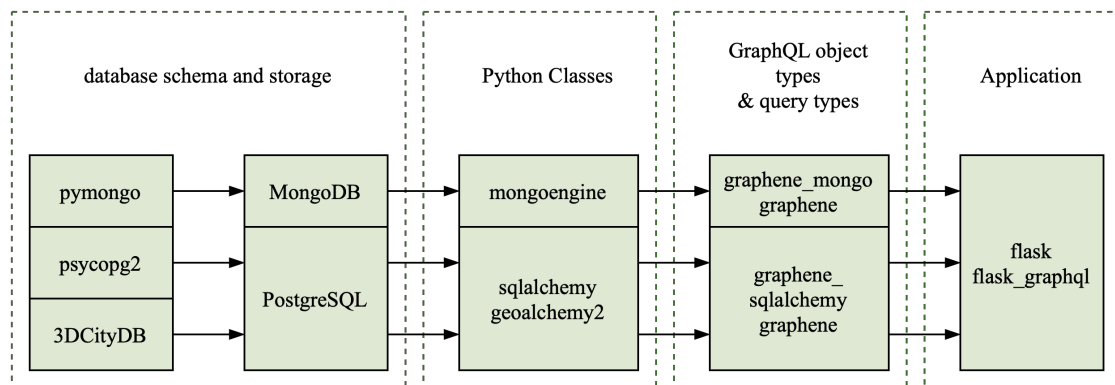 database schema and storage
Python Classes
GraphQL object
types
& query types
Application
pymongo
MongoDB
mongoengine
graphene_mongo
graphene
psycopg2
3DCityDB
PostgreSQL
sqlalchemy
geoalchemy2
graphene_
sqlalchemy
graphene
flask
flask_graphql